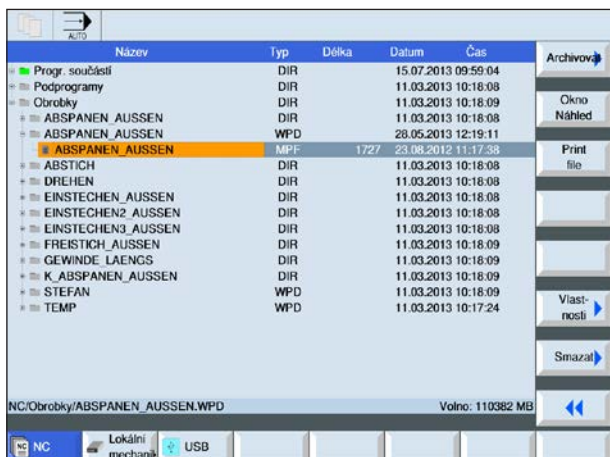 AUTO
Název Typ Délka Datum Čas
Progr. součástí DIR 15.07.2013 09:59:04
Podprogramy DIR 11.03.2013 10:18:08
Obrobky DIR 11.03.2013 10:18:09
ABSPANEN_AUSSEN DIR 11.03.2013 10:18:08
ABSPANEN_AUSSEN WPD 28.05.2013 12:19:11
ABSPANEN_AUSSEN MPF 1727 23.08.2012 11:17:38
ABSTICH DIR 11.03.2013 10:18:08
DREHEN DIR 11.03.2013 10:18:08
EINSTECHEN_AUSSEN DIR 11.03.2013 10:18:08
EINSTECHEN2_AUSSEN DIR 11.03.2013 10:18:08
EINSTECHEN3_AUSSEN DIR 11.03.2013 10:18:08
FREISTICH_AUSSEN DIR 11.03.2013 10:18:09
GEWINDE_LAENGS DIR 11.03.2013 10:18:09
K_ABSPANEN_AUSSEN DIR 11.03.2013 10:18:09
STEFAN WPD 11.03.2013 10:18:09
TEMP WPD 11.03.2013 10:17:24
NC/Obrobky/ABSPANEN_AUSSEN.WPD Volno: 110382 MB
Archivova
Okno
Náhled
Print
file
Vlast-
nosti
Smazat
NC NC
Lokální
mechanik
USB